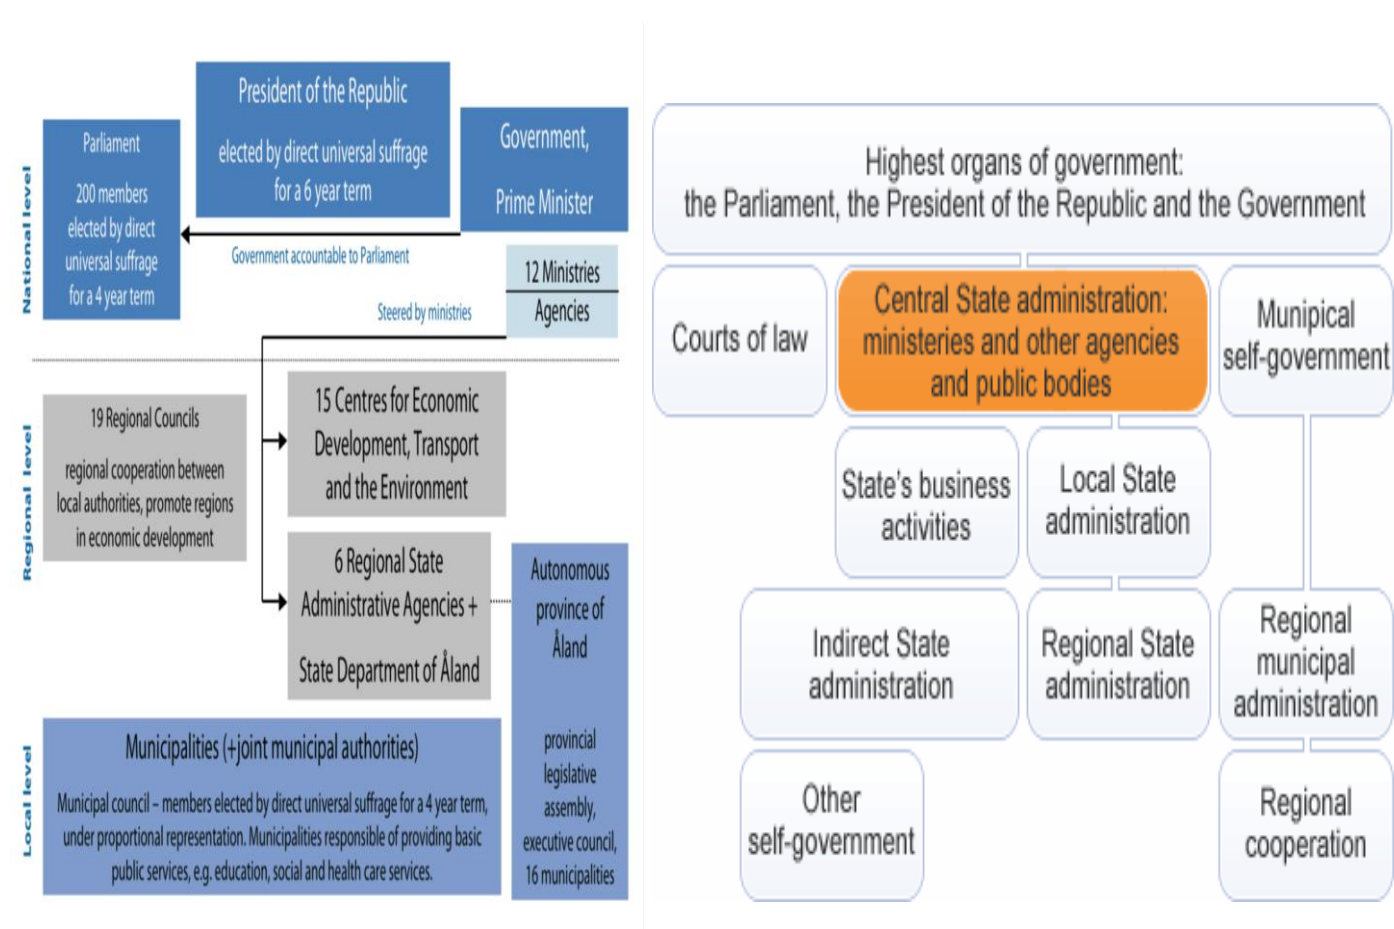 National level
Parliament
200 members
elected by direct
universal suffrage
for a 4 year term
President of the Republic
elected by direct universal suffrage
for a 6 year term
Government,
Prime Minister
Government accountable to Parliament
12 Ministries
Agencies
Steered by ministries
Regional level
19 Regional Councils
regional cooperation between
local authorities, promote regions
in economic development
15 Centres for Economic
Development, Transport
and the Environment
6 Regional State
Administrative Agencies +
State Department of Åland
Autonomous
province of
Åland
provincial
legislative
assembly,
executive council,
16 municipalities
Local level
Municipalities (+joint municipal authorities)
Municipal council – members elected by direct universal suffrage for a 4 year term,
under proportional representation. Municipalities responsible of providing basic
public services, e.g. education, social and health care services.
Highest organs of government:
the Parliament, the President of the Republic and the Government
Courts of law
Central State administration:
ministeries and other agencies
and public bodies
Munipical
self-government
State's business
activities
Local State
administration
Indirect State
administration
Regional State
administration
Regional
municipal
administration
Other
self-government
Regional
cooperation